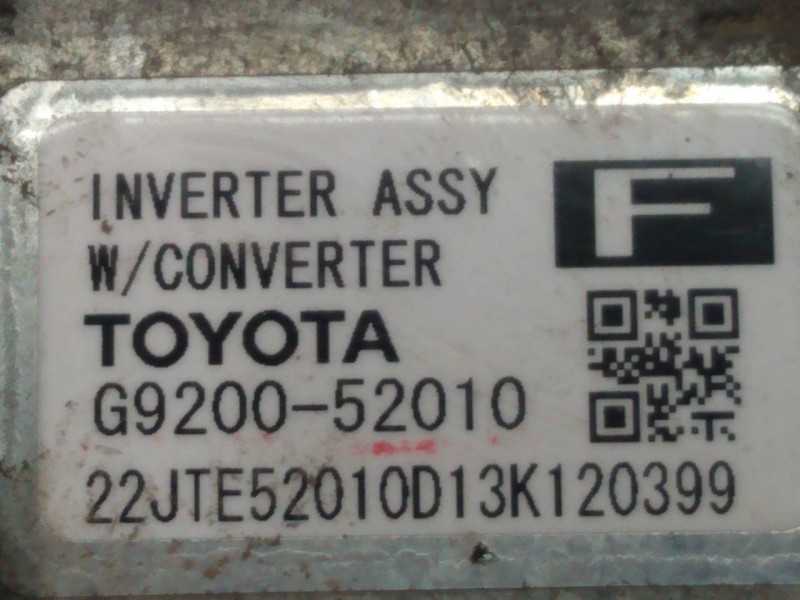 INVERTER ASSY
F
W/CONVERTER
TOYOTA
G9200-52010
22JTE52010D13K120399